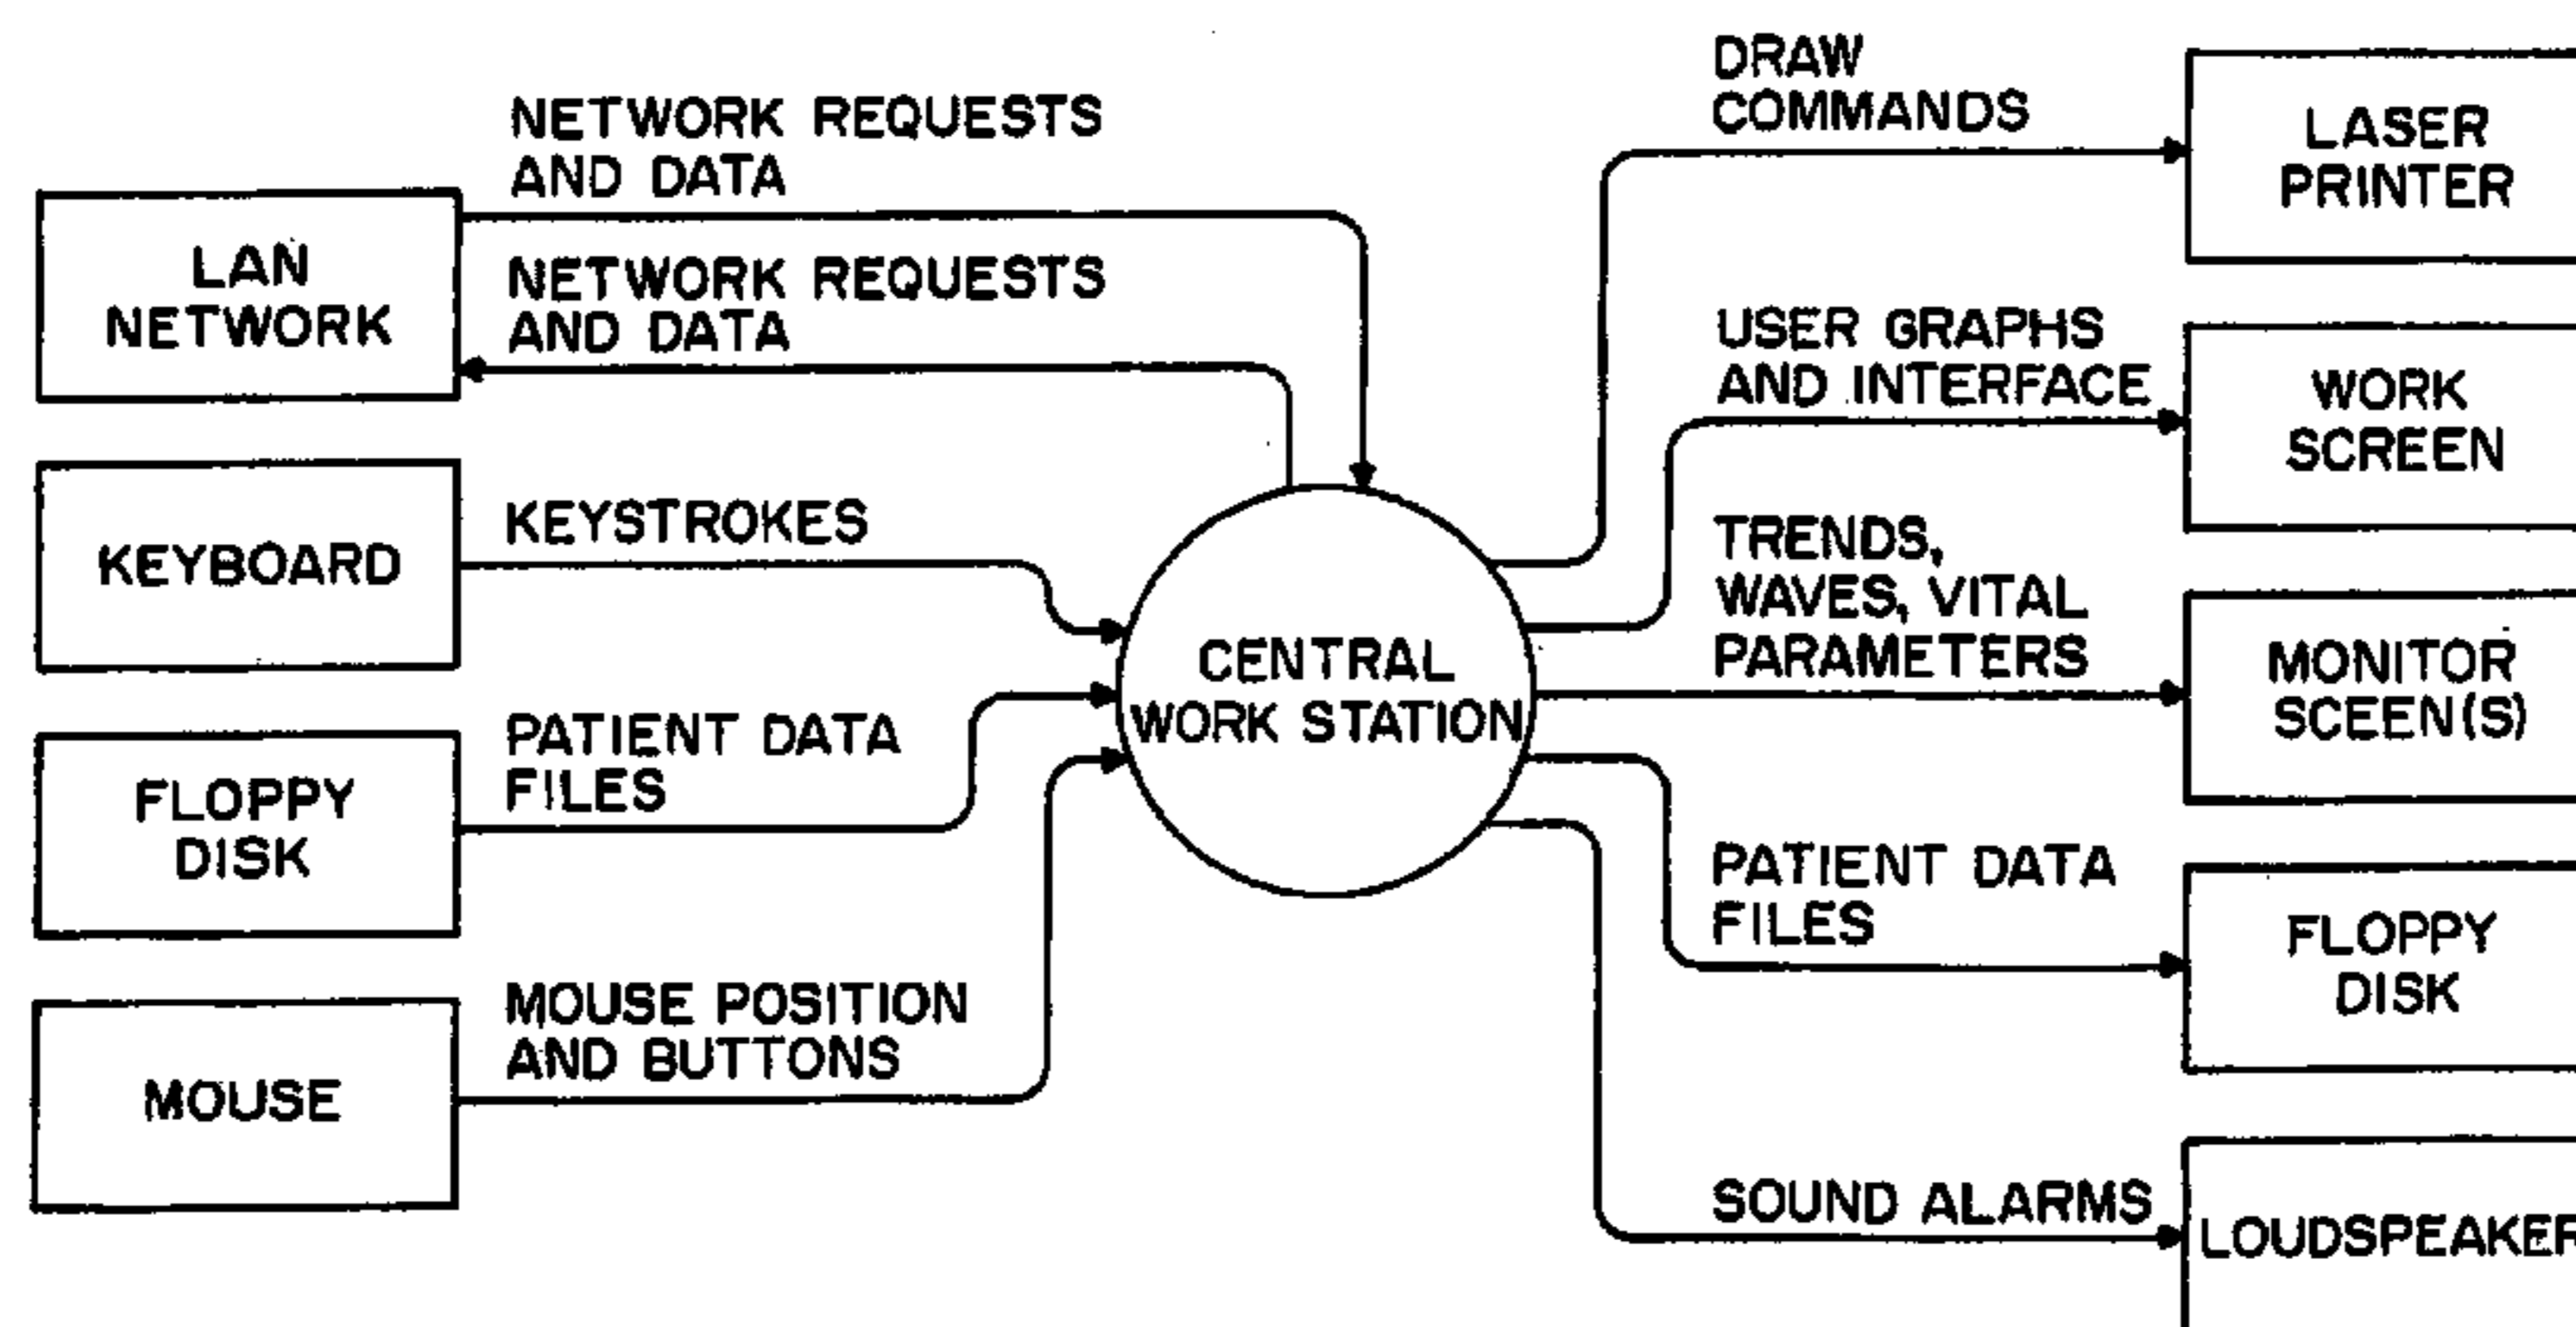 NETWORK REQUESTS
AND DATA
LAN
NETWORK
NETWORK REQUESTS
AND DATA
KEYBOARD
KEYSTROKES
FLOPPY
DISK
PATIENT DATA
FILES
MOUSE
MOUSE POSITION
AND BUTTONS
CENTRAL
WORK STATION
DRAW
COMMANDS
LASER
PRINTER
USER GRAPHS
AND INTERFACE
WORK
SCREEN
TRENDS,
WAVES, VITAL
PARAMETERS
MONITOR
SCEEN(S)
PATIENT DATA
FILES
FLOPPY
DISK
SOUND ALARMS
LOUDSPEAKER